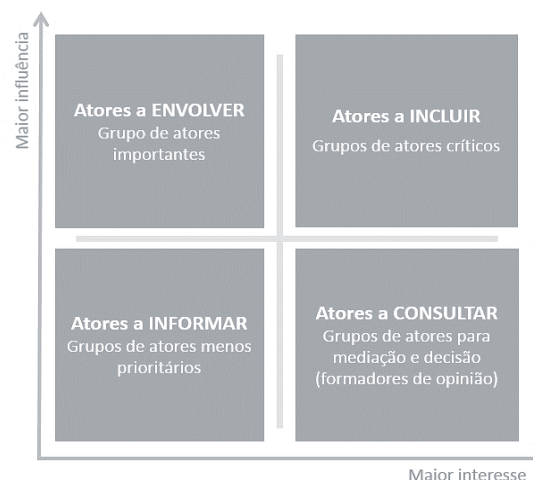 Maior influência
Atores a ENVOLVER
Grupo de atores
importantes
Atores a INCLUIR
Grupos de atores críticos
Atores a INFORMAR
Grupos de atores menos
prioritários
Atores a CONSULTAR
Grupos de atores para
mediação e decisão
(formadores de opinião)
Maior interesse